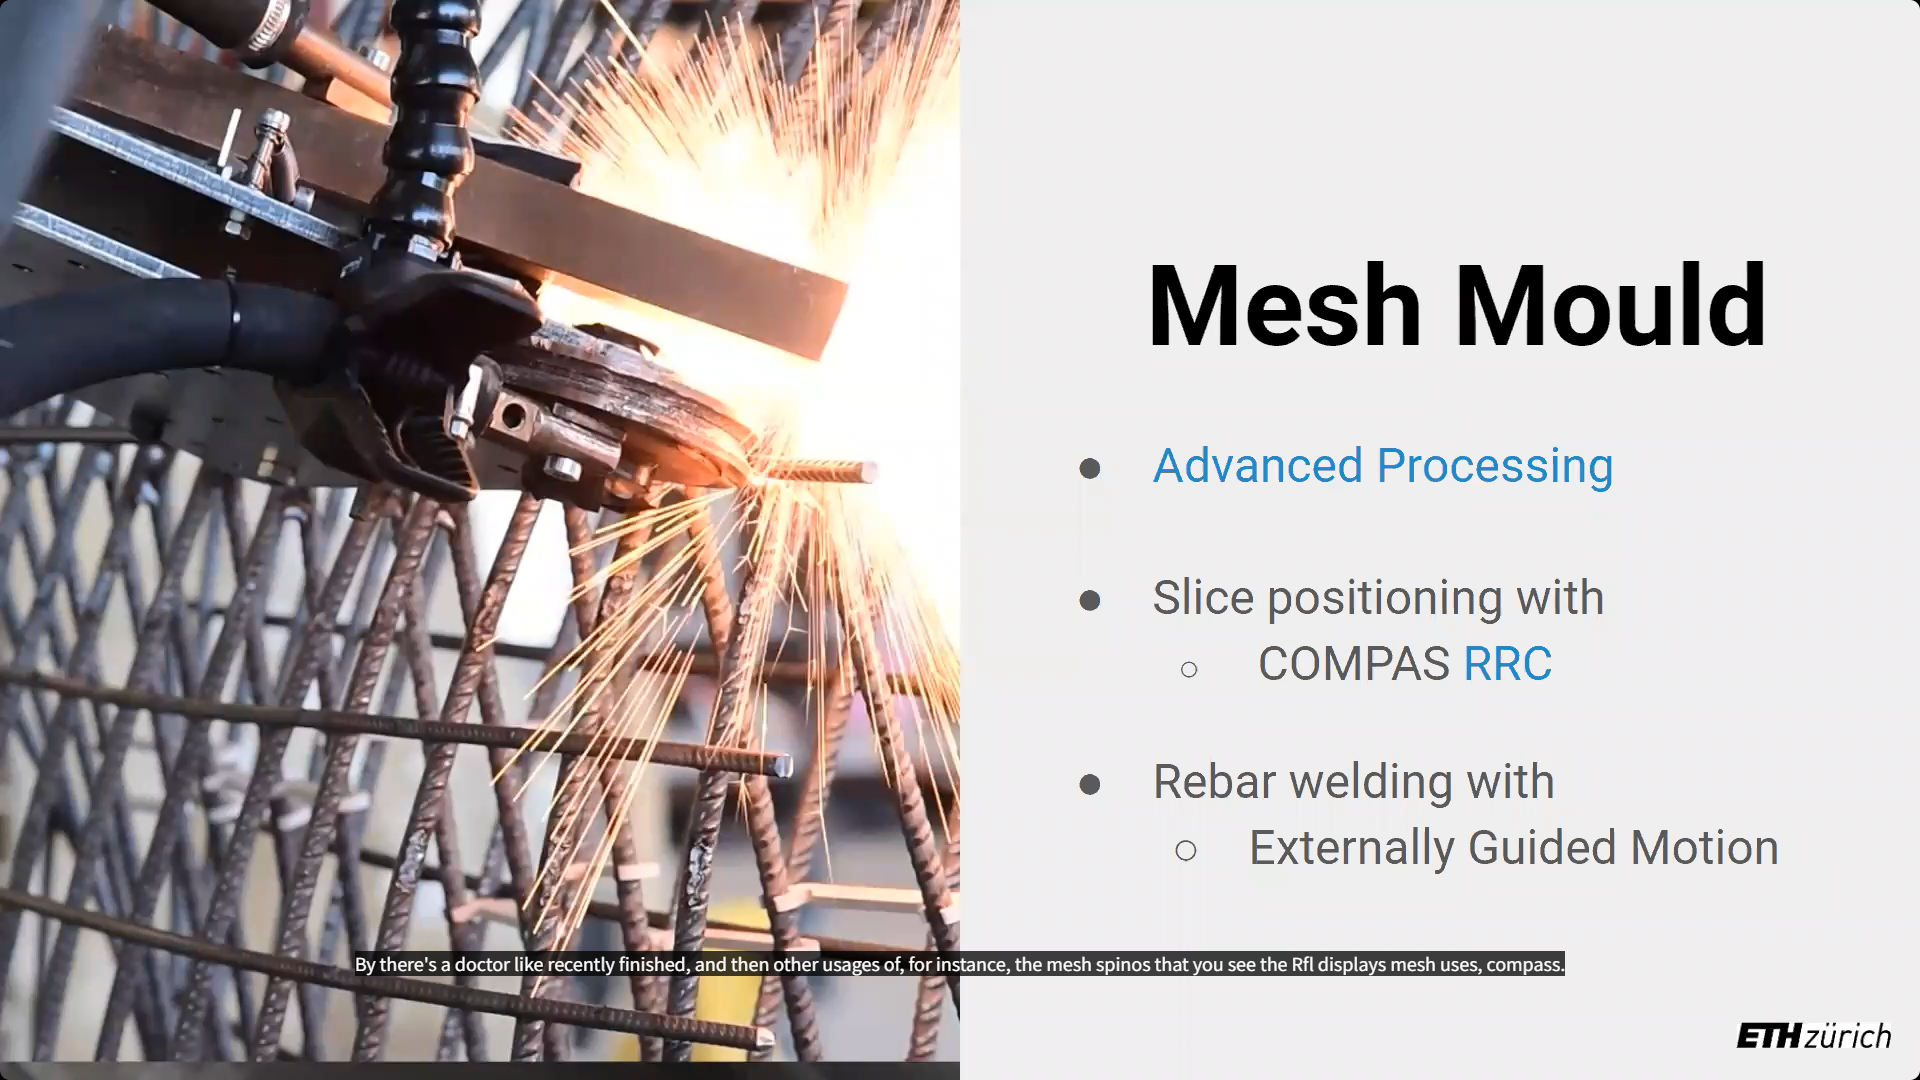 Mesh Mould
Advanced Processing
Slice positioning with
COMPAS RRC
Rebar welding with
Externally Guided Motion
By there's a doctor like recently finished, and then other usages of, for instance, the mesh spinos that you see the Rfl displays mesh uses, compass.
ETH zürich